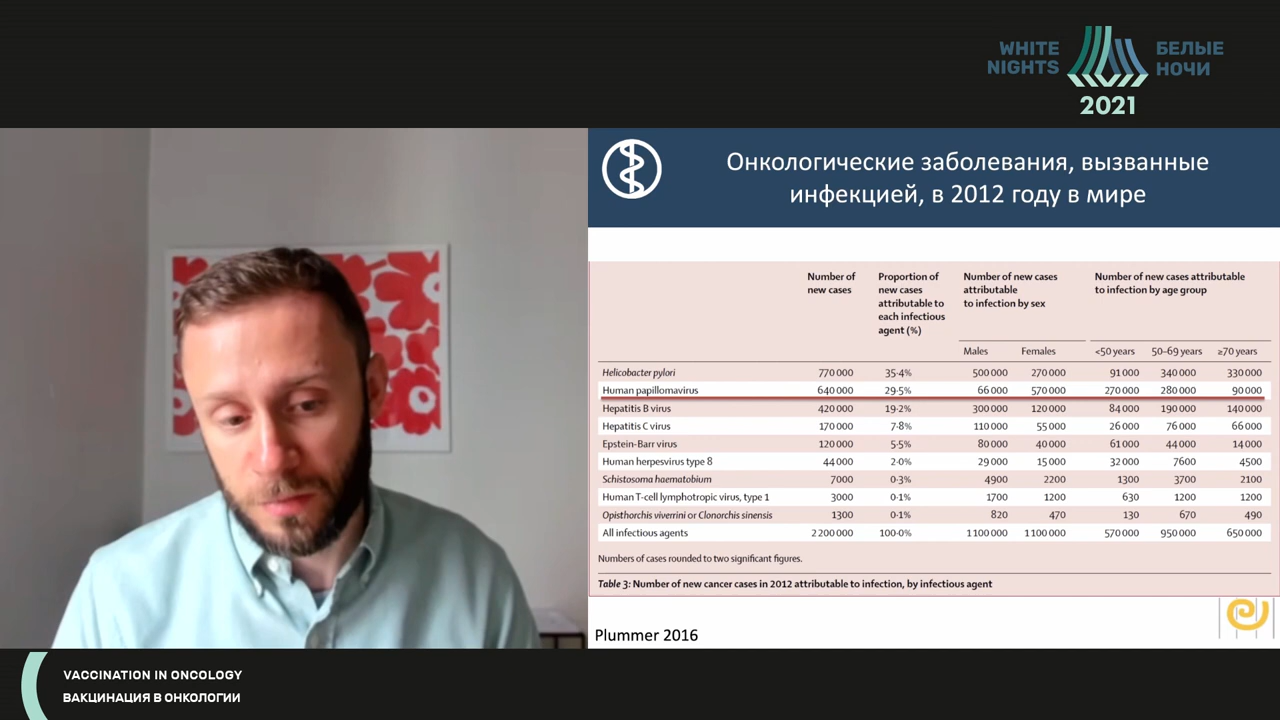 WHITE
NIGHTS
БЕЛЫЕ
НОЧИ
2021
Онкологические заболевания, вызванные
инфекцией, в 2012 году в мире
Number of
new cases
Proportion of
new cases
attributable to
each infectious
agent (%)
Number of new cases
attributable
to infection by sex
Number of new cases attributable
to infection by age group
Males Females <50 years 50–69 years ≥70 years
Helicobacter pylori 770 000 35·4% 500 000 270 000 91 000 340 000 330 000
Human papillomavirus 640 000 29·5% 66 000 570 000 270 000 280 000 90 000
Hepatitis B virus 420 000 19·2% 300 000 120 000 84 000 190 000 140 000
Hepatitis C virus 170 000 7·8% 110 000 55 000 26 000 76 000 66 000
Epstein-Barr virus 120 000 5·5% 80 000 40 000 61 000 44 000 14 000
Human herpesvirus type 8 44 000 2·0% 29 000 15 000 32 000 7600 4500
Schistosoma haematobium 7000 0·3% 4900 2200 1300 3700 2100
Human T-cell lymphotropic virus, type 1 3000 0·1% 1700 1200 630 1200 1200
Opisthorchis viverrini or Clonorchis sinensis 1300 0·1% 820 470 130 670 490
All infectious agents 2 200 000 100·0% 1 100 000 1 100 000 570 000 950 000 650 000
Numbers of cases rounded to two significant figures.
Table 3: Number of new cancer cases in 2012 attributable to infection, by infectious agent
Plummer 2016
VACCINATION IN ONCOLOGY
ВАКЦИНАЦИЯ В ОНКОЛОГИИ